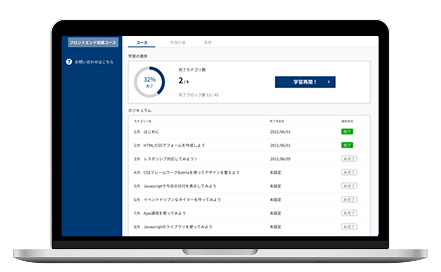 フロントエンド初級コース
お問い合わせはこちら
コース 学習計画
学習の進捗
32%
完了
完了カテゴリ数
2 / 9
完了ブロック数 13 / 45
学習再開！
カリキュラム
カテゴリー名 完了予定日 進捗状況
1/9 はじめに 2021/06/01 完了
2/9 HTML/CSSでフォームを作成しよう 2021/06/01 完了
3/9 レスポンシブ対応してみよう！ 2021/06/05 未完了
4/9 CSSフレームワークBulmaを使ってデザインを整えよう 未設定 未完了
5/9 Javascriptで今日の日付を表示してみよう 未設定 未完了
6/9 イベントドリブンなタイマーを作ってみよう 未設定 未完了
7/9 Ajax通信を使ってみよう 未設定 未完了
8/9 Javascriptのライブラリを使ってみよう 未設定 未完了